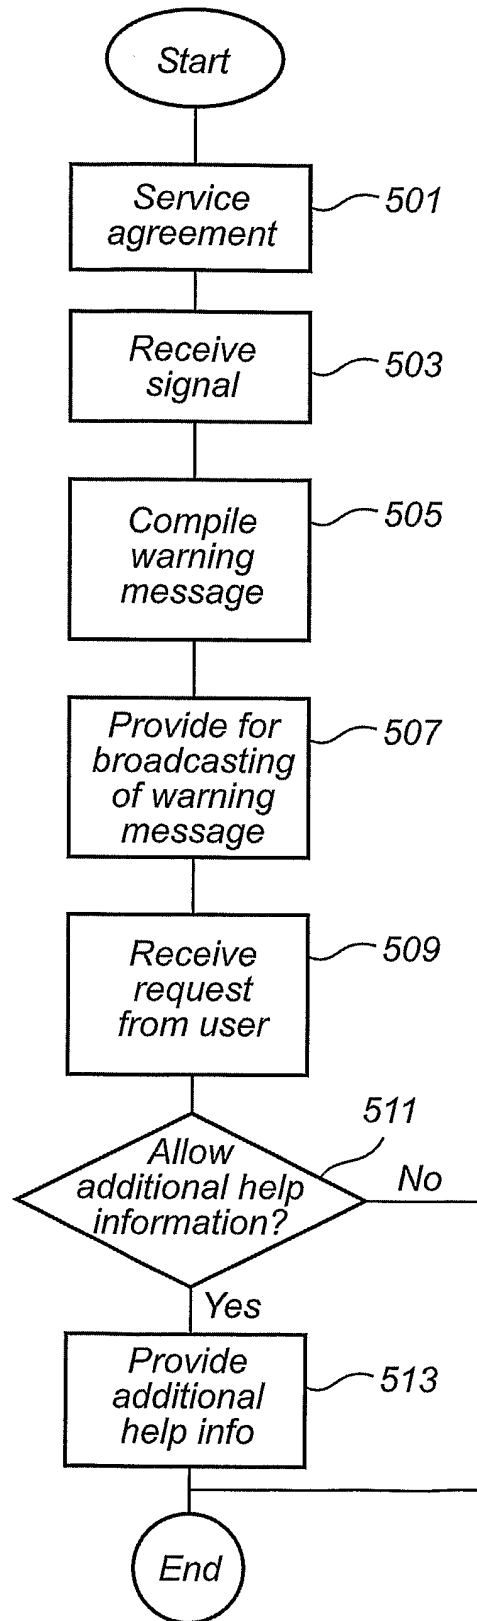 Start
Service
agreement
501
Receive
signal
503
Compile
warning
message
505
Provide for
broadcasting
of warning
message
507
Receive
request
from user
509
511
Allow
additional help
information?
No
Yes
Provide
additional
help info
513
End